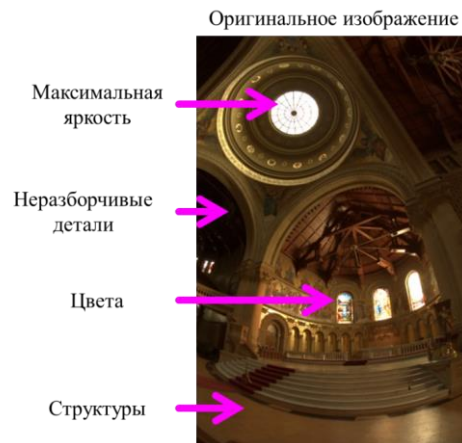 Оригинальное изображение
Максимальная
яркость
Неразборчивые
детали
Цвета
Структуры